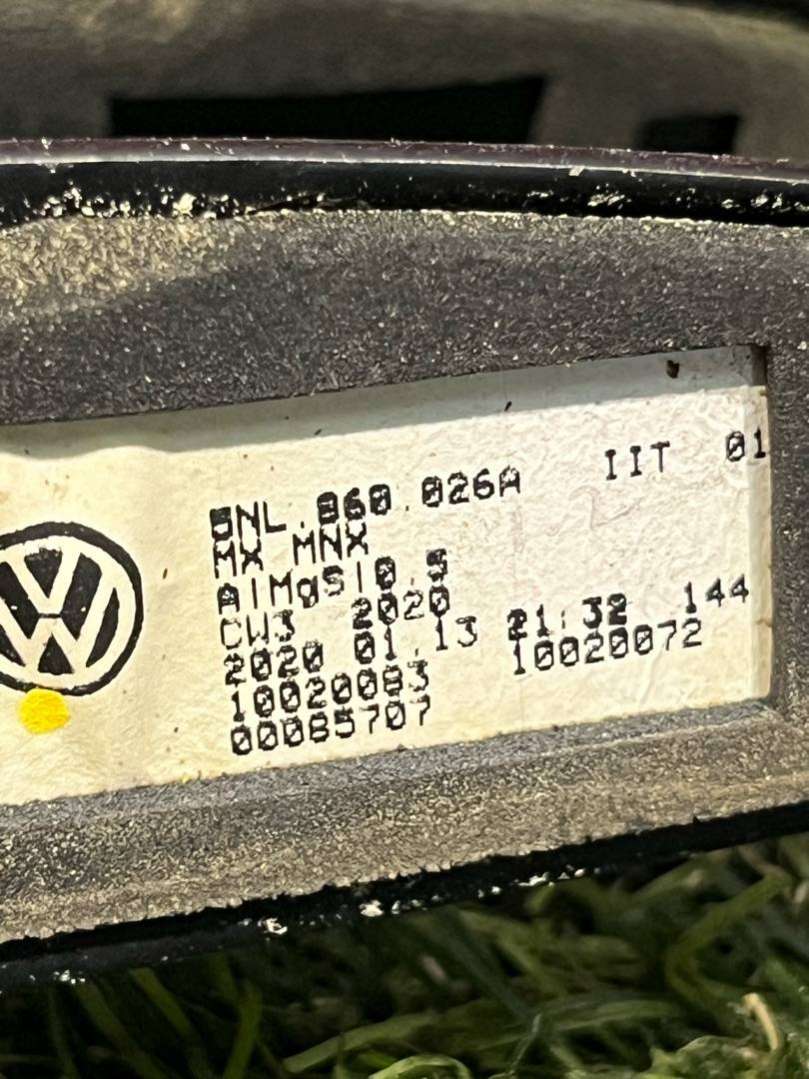 5NL.860.026A IIT 01
MX MNX
AlMgSi0.5
CW3 2020
2020 01.13 21:32 144
10020083 10020072
00085707